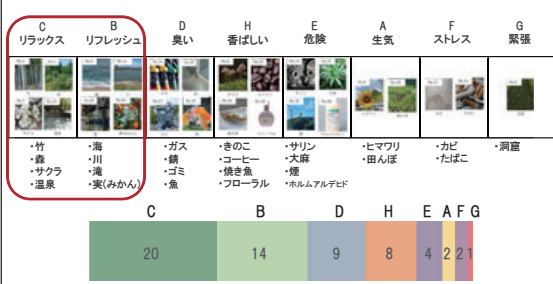 C B D H E A F G
リラックス リフレッシュ 臭い 香ばしい 危険 生気 ストレス 緊張
・竹 ・海 ・ガス ・きのこ ・サリン ・ヒマワリ ・カビ ・洞窟
・森 ・川 ・錆 ・コーヒー ・大麻 ・田んぼ ・たばこ
・サクラ ・滝 ・ゴミ ・焼き魚 ・煙
・温泉 ・実(みかん) ・魚 ・フローラル ・ホルムアルデヒド
C B D H E A F G
20 14 9 8 4 2 2 1